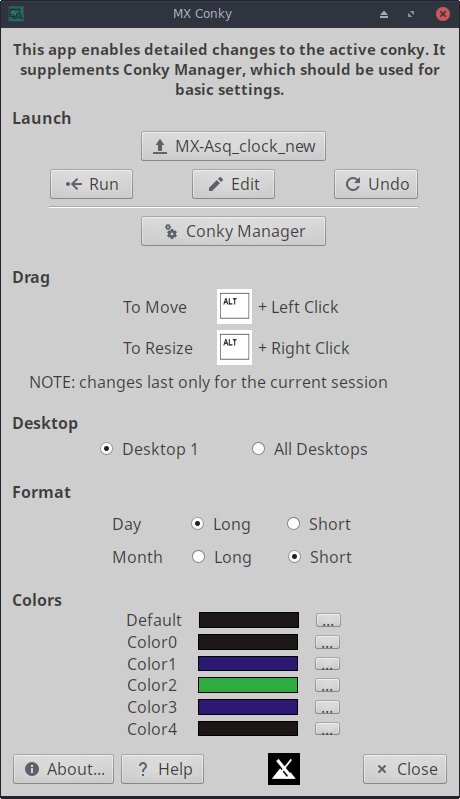 MX Conky
This app enables detailed changes to the active conky. It
supplements Conky Manager, which should be used for
basic settings.
Launch
MX-Asq_clock_new
Run Edit Undo
Conky Manager
Drag
To Move ALT + Left Click
To Resize ALT + Right Click
NOTE: changes last only for the current session
Desktop
Desktop 1 All Desktops
Format
Day Long Short
Month Long Short
Colors
Default ...
Color0 ...
Color1 ...
Color2 ...
Color3 ...
Color4 ...
About... ? Help Close